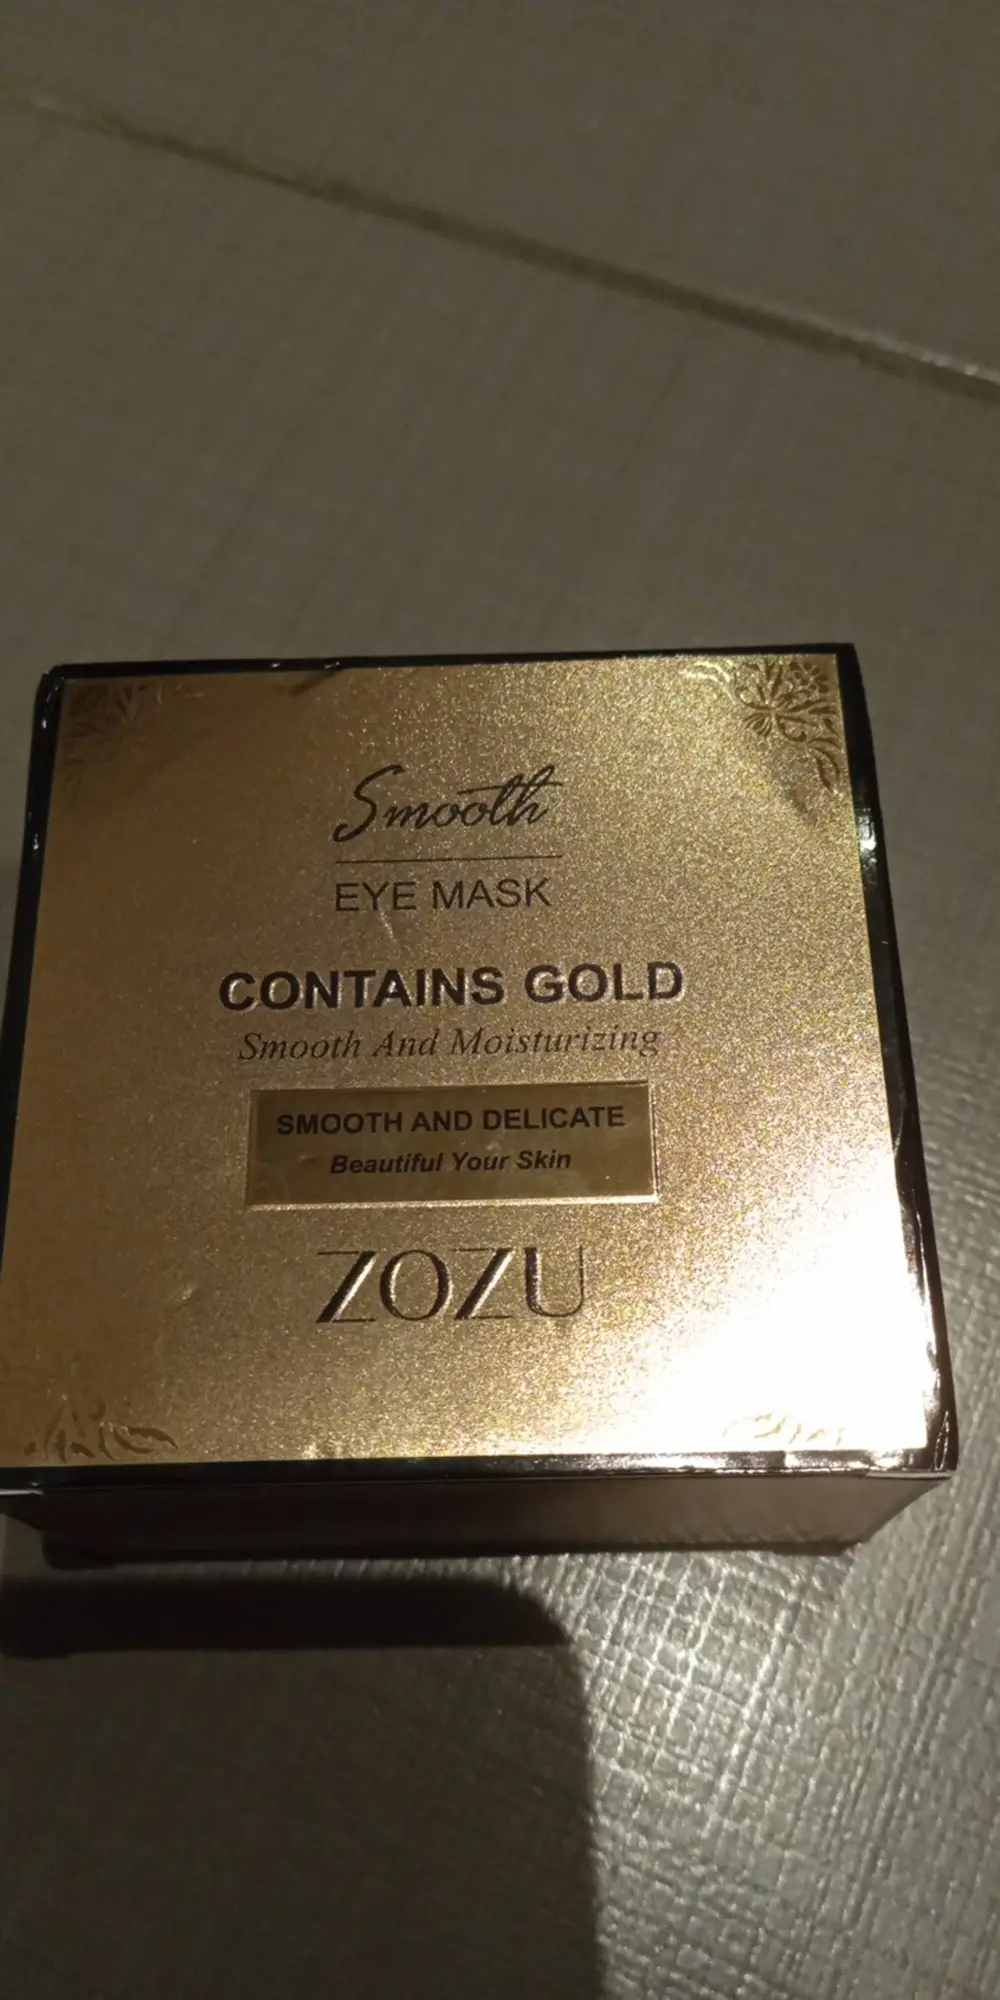 Smooth
EYE MASK
CONTAINS GOLD
Smooth And Moisturizing
SMOOTH AND DELICATE
Beautiful Your Skin
ZOZU